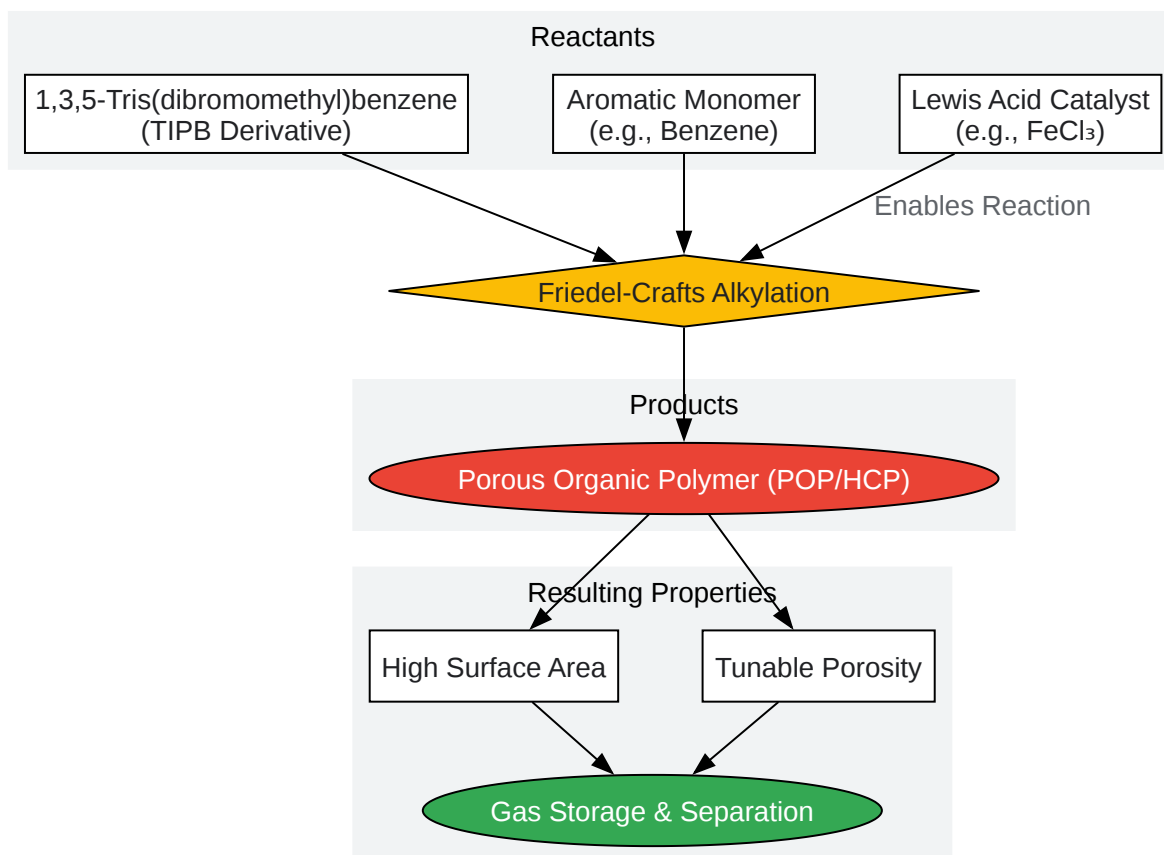 Reactants
1,3,5-Tris(dibromomethyl)benzene
(TIPB Derivative)
Aromatic Monomer
(e.g., Benzene)
Lewis Acid Catalyst
(e.g., FeCl₃)
Enables Reaction
Friedel-Crafts Alkylation
Products
Porous Organic Polymer (POP/HCP)
Resulting Properties
High Surface Area
Tunable Porosity
Gas Storage & Separation